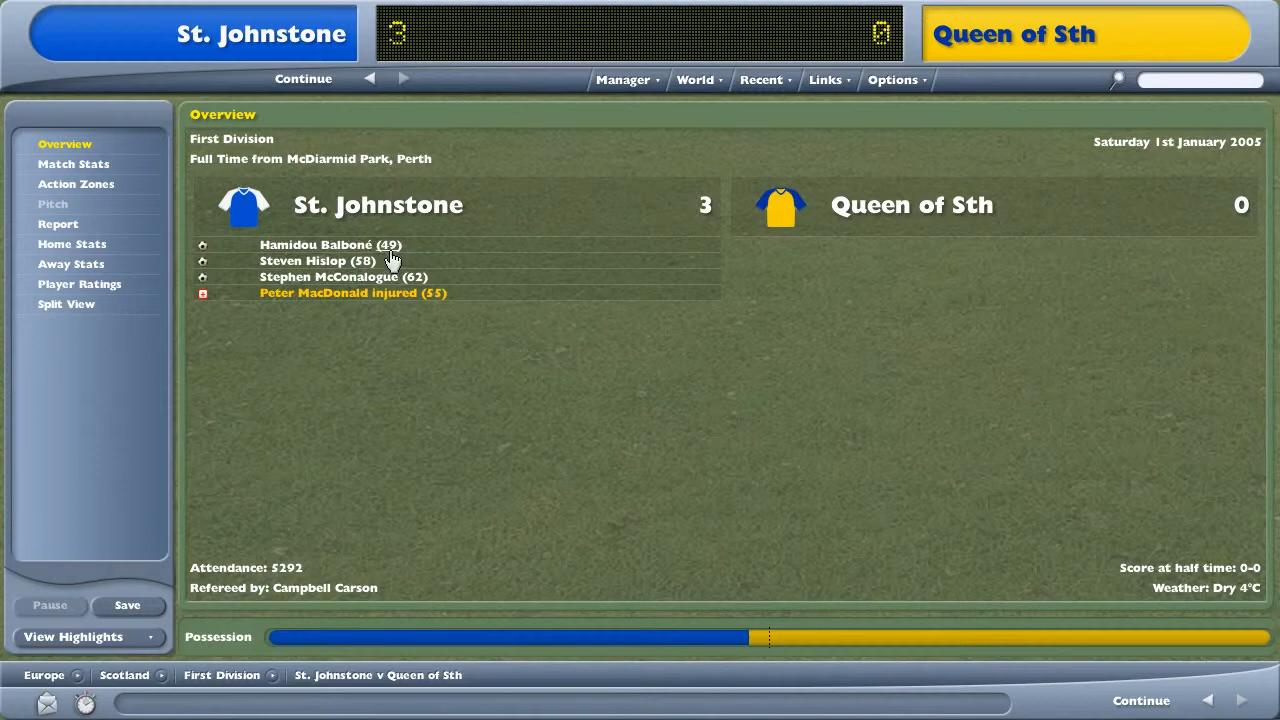 St. Johnstone 3 0 Queen of Sth
Continue Manager World Recent Links Options
Overview
Match Stats
Action Zones
Pitch
Report
Home Stats
Away Stats
Player Ratings
Split View
Pause Save
View Highlights
Overview
First Division Saturday 1st January 2005
Full Time from McDiarmid Park, Perth
St. Johnstone 3 Queen of Sth 0
Hamidou Balboné (49)
Steven Hislop (58)
Stephen McConalogue (62)
Peter MacDonald injured (55)
Attendance: 5292 Score at half time: 0-0
Refereed by: Campbell Carson Weather: Dry 4°C
Possession
Europe Scotland First Division St. Johnstone v Queen of Sth
Continue